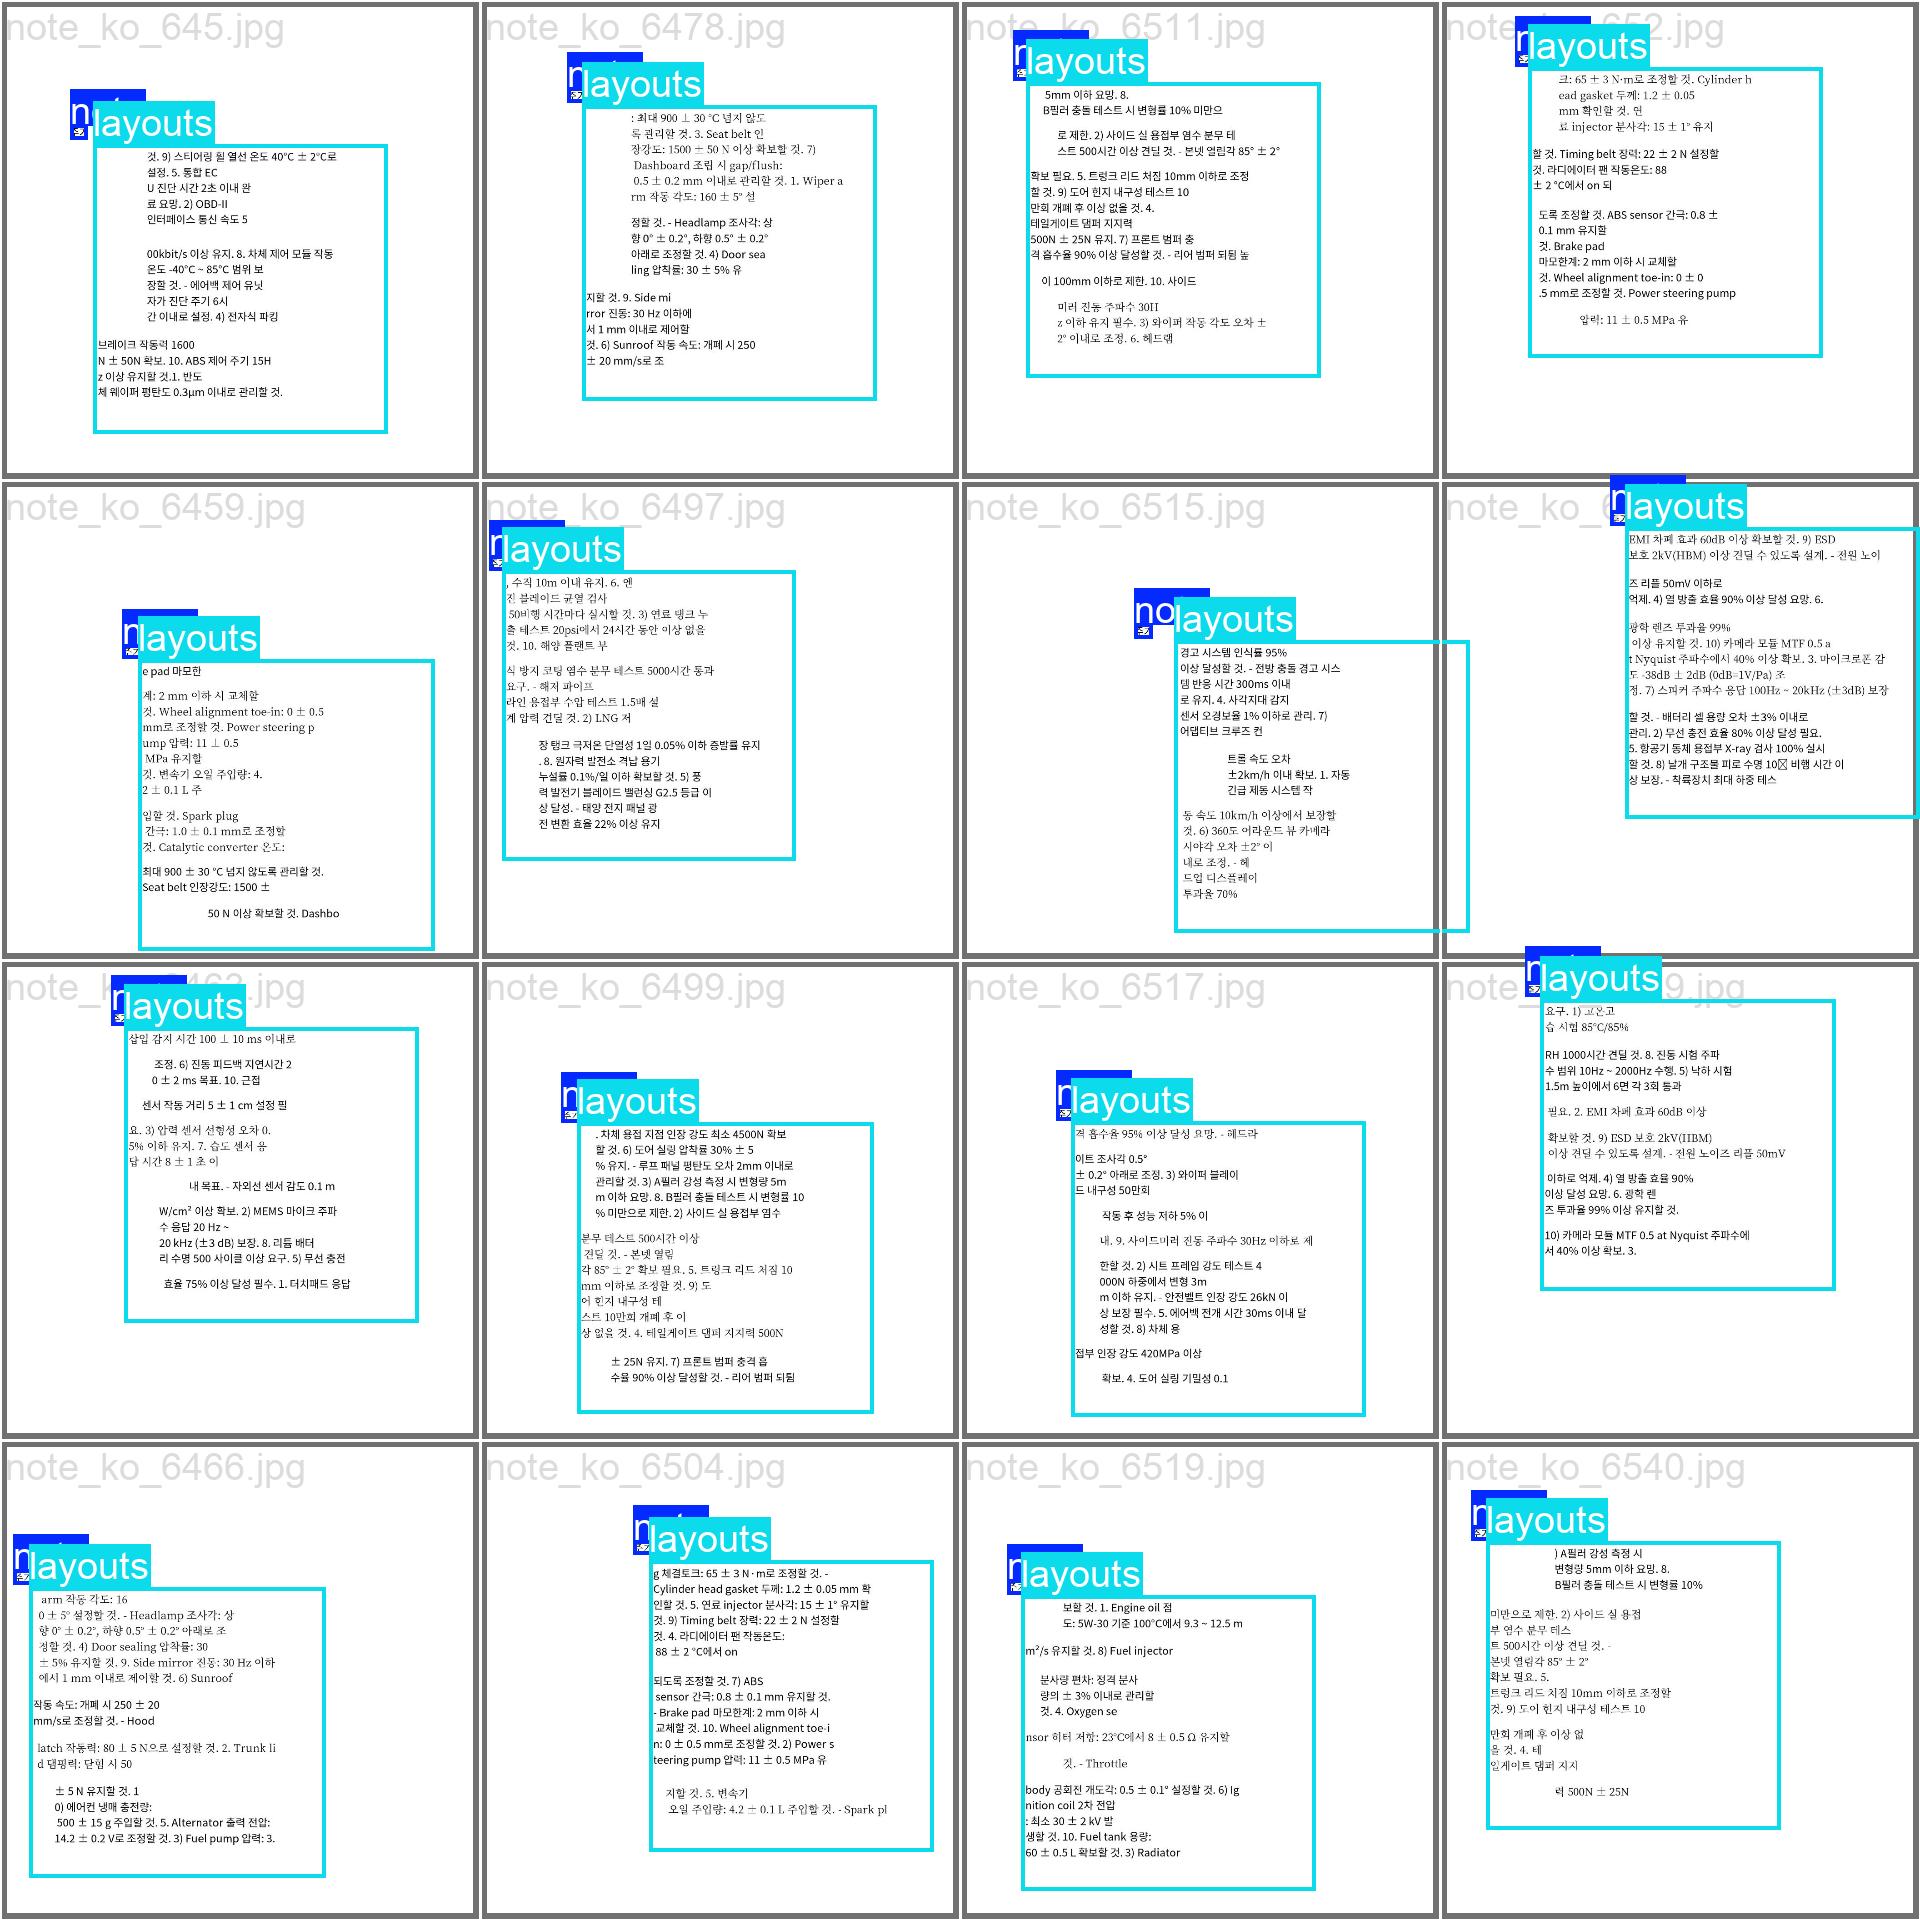 note_ko_645.jpg
layouts
것. 9) 스티어링 휠 열선 온도 40°C ± 2°C로
설정. 5. 통합 EC
U 진단 시간 2초 이내 완
료 요망. 2) OBD-II
인터페이스 통신 속도 5
00kbit/s 이상 유지. 8. 차체 제어 모듈 작동
온도 -40°C ~ 85°C 범위 보
장할 것. - 에어백 제어 유닛
자가 진단 주기 6시
간 이내로 설정. 4) 전자식 파킹
브레이크 작동력 1600
N ± 50N 확보. 10. ABS 제어 주기 15H
z 이상 유지할 것.1. 반도
체 웨이퍼 평탄도 0.3μm 이내로 관리할 것.
note_ko_6478.jpg
layouts
: 최대 900 ± 30 °C 넘지 않도
록 관리할 것. 3. Seat belt 인
장강도: 1500 ± 50 N 이상 확보할 것. 7)
Dashboard 조립 시 gap/flush:
0.5 ± 0.2 mm 이내로 관리할 것. 1. Wiper a
rm 작동 각도: 160 ± 5° 설
정할 것. - Headlamp 조사각: 상
향 0° ± 0.2°, 하향 0.5° ± 0.2°
아래로 조정할 것. 4) Door sea
ling 압착률: 30 ± 5% 유
지할 것. 9. Side mi
rror 진동: 30 Hz 이하에
서 1 mm 이내로 제어할
것. 6) Sunroof 작동 속도: 개폐 시 250
± 20 mm/s로 조
6511.jpg
layouts
5mm 이하 요망. 8.
B필러 충돌 테스트 시 변형률 10% 미만으
로 제한. 2) 사이드 실 용접부 염수 분무 테
스트 500시간 이상 견딜 것. - 본넷 열림각 85° ± 2°
확보 필요. 5. 트렁크 리드 처짐 10mm 이하로 조정
할 것. 9) 도어 힌지 내구성 테스트 10
만회 개폐 후 이상 없을 것. 4.
테일게이트 댐퍼 지지력
500N ± 25N 유지. 7) 프론트 범퍼 충
격 흡수율 90% 이상 달성할 것. - 리어 범퍼 되튐 높
이 100mm 이하로 제한. 10. 사이드
미러 진동 주파수 30H
z 이하 유지 필수. 3) 와이퍼 작동 각도 오차 ±
2° 이내로 조정. 6. 헤드램
layouts
크: 65 ± 3 N·m로 조정할 것. Cylinder h
ead gasket 두께: 1.2 ± 0.05
mm 확인할 것. 연
료 injector 분사각: 15 ± 1° 유지
할 것. Timing belt 장력: 22 ± 2 N 설정할
것. 라디에이터 팬 작동온도: 88
± 2 °C에서 on 되
도록 조정할 것. ABS sensor 간극: 0.8 ±
0.1 mm 유지할
것. Brake pad
마모한계: 2 mm 이하 시 교체할
것. Wheel alignment toe-in: 0 ± 0
.5 mm로 조정할 것. Power steering pump
압력: 11 ± 0.5 MPa 유
note_ko_6459.jpg
layouts
e pad 마모한
계: 2 mm 이하 시 교체할
것. Wheel alignment toe-in: 0 ± 0.5
mm로 조정할 것. Power steering p
ump 압력: 11 ± 0.5
MPa 유지할
것. 변속기 오일 주입량: 4.
2 ± 0.1 L 주
입할 것. Spark plug
간극: 1.0 ± 0.1 mm로 조정할
것. Catalytic converter 온도:
최대 900 ± 30 °C 넘지 않도록 관리할 것.
Seat belt 인장강도: 1500 ±
50 N 이상 확보할 것. Dashbo
note_ko_6497.jpg
layouts
, 수직 10m 이내 유지. 6. 엔
진 블레이드 균열 검사
50비행 시간마다 실시할 것. 3) 연료 탱크 누
출 테스트 20psi에서 24시간 동안 이상 없을
것. 10. 해양 플랜트 부
식 방지 코팅 염수 분무 테스트 5000시간 통과
요구. - 해저 파이프
라인 용접부 수압 테스트 1.5배 설
계 압력 견딜 것. 2) LNG 저
장 탱크 극저온 단열성 1일 0.05% 이하 증발률 유지
. 8. 원자력 발전소 격납 용기
누설률 0.1%/일 이하 확보할 것. 5) 풍
력 발전기 블레이드 밸런싱 G2.5 등급 이
상 달성. - 태양 전지 패널 광
전 변환 효율 22% 이상 유지
note_ko_6515.jpg
layouts
경고 시스템 인식률 95%
이상 달성할 것. - 전방 충돌 경고 시스
템 반응 시간 300ms 이내
로 유지. 4. 사각지대 감지
센서 오경보율 1% 이하로 관리. 7)
어댑티브 크루즈 컨
트롤 속도 오차
±2km/h 이내 확보. 1. 자동
긴급 제동 시스템 작
동 속도 10km/h 이상에서 보장할
것. 6) 360도 어라운드 뷰 카메라
시야각 오차 ±2° 이
내로 조정. - 헤
드업 디스플레이
투과율 70%
layouts
EMI 차폐 효과 60dB 이상 확보할 것. 9) ESD
보호 2kV(HBM) 이상 견딜 수 있도록 설계. - 전원 노이
즈 리플 50mV 이하로
억제. 4) 열 방출 효율 90% 이상 달성 요망. 6.
광학 렌즈 투과율 99%
이상 유지할 것. 10) 카메라 모듈 MTF 0.5 a
t Nyquist 주파수에서 40% 이상 확보. 3. 마이크로폰 감
도 -38dB ± 2dB (0dB=1V/Pa) 조
정. 7) 스피커 주파수 응답 100Hz ~ 20kHz (±3dB) 보장
할 것. - 배터리 셀 용량 오차 ±3% 이내로
관리. 2) 무선 충전 효율 80% 이상 달성 필요.
5. 항공기 동체 용접부 X-ray 검사 100% 실시
할 것. 8) 날개 구조물 피로 수명 10 비행 시간 이
상 보장. - 착륙장치 최대 하중 테스
layouts
삽입 감지 시간 100 ± 10 ms 이내로
조정. 6) 진동 피드백 지연시간 2
0 ± 2 ms 목표. 10. 근접
센서 작동 거리 5 ± 1 cm 설정 필
요. 3) 압력 센서 선형성 오차 0.
5% 이하 유지. 7. 습도 센서 응
답 시간 8 ± 1 초 이
내 목표. - 자외선 센서 감도 0.1 m
W/cm² 이상 확보. 2) MEMS 마이크 주파
수 응답 20 Hz ~
20 kHz (±3 dB) 보장. 8. 리튬 배터
리 수명 500 사이클 이상 요구. 5) 무선 충전
효율 75% 이상 달성 필수. 1. 터치패드 응답
note_ko_6499.jpg
layouts
. 차체 용접 지점 인장 강도 최소 4500N 확보
할 것. 6) 도어 실링 압착률 30% ± 5
% 유지. - 루프 패널 평탄도 오차 2mm 이내로
관리할 것. 3) A필러 강성 측정 시 변형량 5m
m 이하 요망. 8. B필러 충돌 테스트 시 변형률 10
% 미만으로 제한. 2) 사이드 실 용접부 염수
분무 테스트 500시간 이상
견딜 것. - 본넷 열림
각 85° ± 2° 확보 필요. 5. 트렁크 리드 처짐 10
mm 이하로 조정할 것. 9) 도
어 힌지 내구성 테
스트 10만회 개폐 후 이
상 없을 것. 4. 테일게이트 댐퍼 지지력 500N
± 25N 유지. 7) 프론트 범퍼 충격 흡
수율 90% 이상 달성할 것. - 리어 범퍼 되튐
note_ko_6517.jpg
layouts
격 흡수율 95% 이상 달성 요망. - 헤드라
이트 조사각 0.5°
± 0.2° 아래로 조정. 3) 와이퍼 블레이
드 내구성 50만회
작동 후 성능 저하 5% 이
내. 9. 사이드미러 진동 주파수 30Hz 이하로 제
한할 것. 2) 시트 프레임 강도 테스트 4
000N 하중에서 변형 3m
m 이하 유지. - 안전벨트 인장 강도 26kN 이
상 보장 필수. 5. 에어백 전개 시간 30ms 이내 달
성할 것. 8) 차체 용
접부 인장 강도 420MPa 이상
확보. 4. 도어 실링 기밀성 0.1
layouts
요구. 1) 고온고
습 시험 85°C/85%
RH 1000시간 견딜 것. 8. 진동 시험 주파
수 범위 10Hz ~ 2000Hz 수행. 5) 낙하 시험
1.5m 높이에서 6면 각 3회 통과
필요. 2. EMI 차폐 효과 60dB 이상
확보할 것. 9) ESD 보호 2kV(HBM)
이상 견딜 수 있도록 설계. - 전원 노이즈 리플 50mV
이하로 억제. 4) 열 방출 효율 90%
이상 달성 요망. 6. 광학 렌
즈 투과율 99% 이상 유지할 것.
10) 카메라 모듈 MTF 0.5 at Nyquist 주파수에
서 40% 이상 확보. 3.
note_ko_6466.jpg
layouts
arm 작동 각도: 16
0 ± 5° 설정할 것. - Headlamp 조사각: 상
향 0° ± 0.2°, 하향 0.5° ± 0.2° 아래로 조
정할 것. 4) Door sealing 압착률: 30
± 5% 유지할 것. 9. Side mirror 진동: 30 Hz 이하
에서 1 mm 이내로 제어할 것. 6) Sunroof
작동 속도: 개폐 시 250 ± 20
mm/s로 조정할 것. - Hood
latch 작동력: 80 ± 5 N으로 설정할 것. 2. Trunk li
d 댐핑력: 닫힘 시 50
± 5 N 유지할 것. 1
0) 에어컨 냉매 충전량:
500 ± 15 g 주입할 것. 5. Alternator 출력 전압:
14.2 ± 0.2 V로 조정할 것. 3) Fuel pump 압력: 3.
note_ko_6504.jpg
layouts
g 체결토크: 65 ± 3 N·m로 조정할 것. -
Cylinder head gasket 두께: 1.2 ± 0.05 mm 확
인할 것. 5. 연료 injector 분사각: 15 ± 1° 유지할
것. 9) Timing belt 장력: 22 ± 2 N 설정할
것. 4. 라디에이터 팬 작동온도:
88 ± 2 °C에서 on
되도록 조정할 것. 7) ABS
sensor 간극: 0.8 ± 0.1 mm 유지할 것.
- Brake pad 마모한계: 2 mm 이하 시
교체할 것. 10. Wheel alignment toe-i
n: 0 ± 0.5 mm로 조정할 것. 2) Power s
teering pump 압력: 11 ± 0.5 MPa 유
지할 것. 5. 변속기
오일 주입량: 4.2 ± 0.1 L 주입할 것. - Spark pl
note_ko_6519.jpg
layouts
보할 것. 1. Engine oil 점
도: 5W-30 기준 100°C에서 9.3 ~ 12.5 m
m²/s 유지할 것. 8) Fuel injector
분사량 편차: 정격 분사
량의 ± 3% 이내로 관리할
것. 4. Oxygen se
nsor 히터 저항: 23°C에서 8 ± 0.5 Ω 유지할
것. - Throttle
body 공회전 개도각: 0.5 ± 0.1° 설정할 것. 6) Ig
nition coil 2차 전압
: 최소 30 ± 2 kV 발
생할 것. 10. Fuel tank 용량:
60 ± 0.5 L 확보할 것. 3) Radiator
note_ko_6540.jpg
layouts
) A필러 강성 측정 시
변형량 5mm 이하 요망. 8.
B필러 충돌 테스트 시 변형률 10%
미만으로 제한. 2) 사이드 실 용접
부 염수 분무 테스
트 500시간 이상 견딜 것. -
본넷 열림각 85° ± 2°
확보 필요. 5.
트렁크 리드 처짐 10mm 이하로 조정할
것. 9) 도어 힌지 내구성 테스트 10
만회 개폐 후 이상 없
을 것. 4. 테
일게이트 댐퍼 지지
력 500N ± 25N